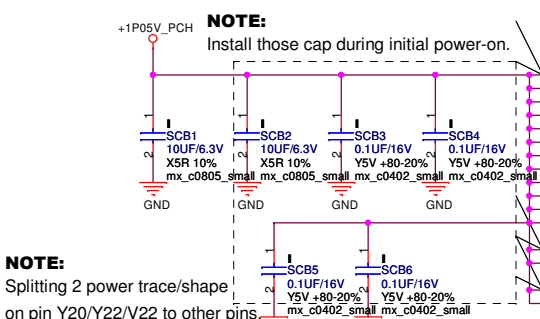 +1P05V_PCH
NOTE:
Install those cap during initial power-on.
1 1 1 1
I I I I
SCB1 SCB2 SCB3 SCB4
10UF/6.3V 10UF/6.3V 0.1UF/16V 0.1UF/16V
2 2 2 2
X5R 10% X5R 10% Y5V +80-20% Y5V +80-20%
mx_c0805_small mx_c0805_small mx_c0402_small mx_c0402_small
GND GND GND GND
1 1
I I
SCB5 SCB6
0.1UF/16V 0.1UF/16V
2 2
Y5V +80-20% Y5V +80-20%
mx_c0402_small mx_c0402_small
NOTE:
Splitting 2 power trace/shape
on pin Y20/Y22/V22 to other pins.